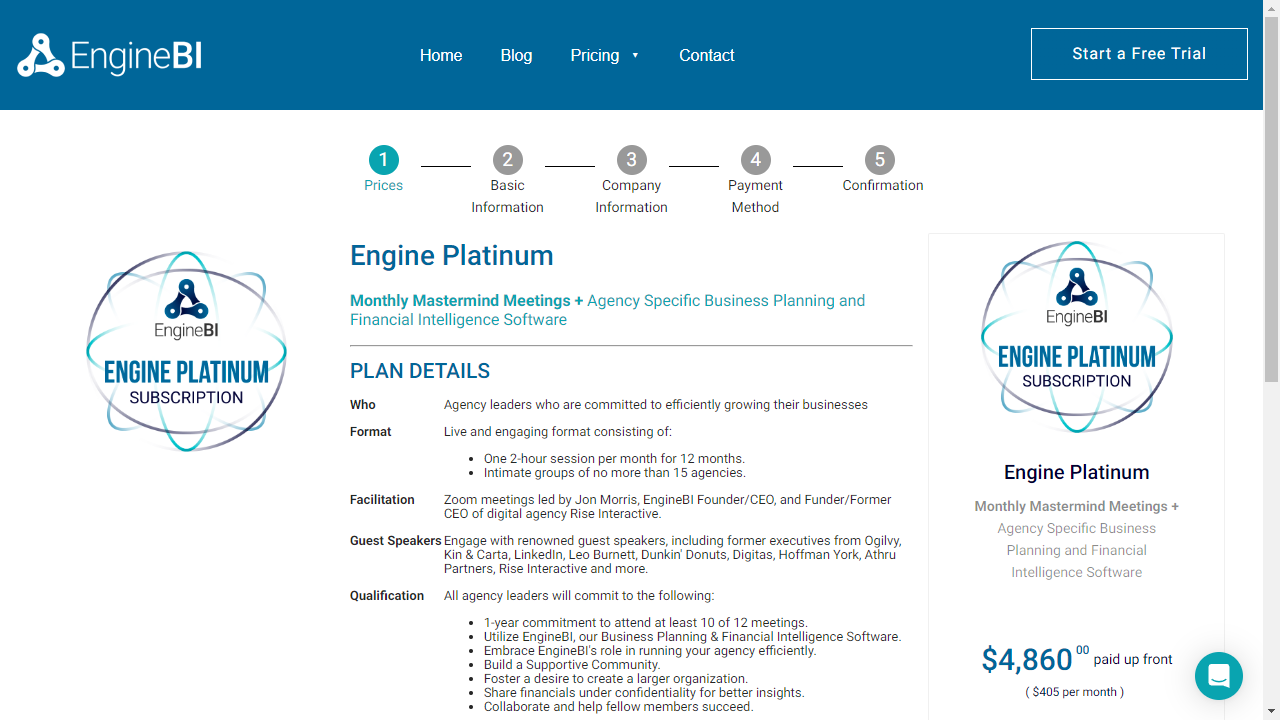 EngineBI
Home
Blog
Pricing
Contact
Start a Free Trial
1
Prices
2
Basic
Information
3
Company
Information
4
Payment
Method
5
Confirmation
EngineBI
ENGINE PLATINUM
SUBSCRIPTION
Engine Platinum
Monthly Mastermind Meetings + Agency Specific Business Planning and
Financial Intelligence Software
PLAN DETAILS
Who Agency leaders who are committed to efficiently growing their businesses
Format Live and engaging format consisting of:
• One 2-hour session per month for 12 months.
• Intimate groups of no more than 15 agencies.
Facilitation Zoom meetings led by Jon Morris, EngineBI Founder/CEO, and Funder/Former
CEO of digital agency Rise Interactive.
Guest Speakers Engage with renowned guest speakers, including former executives from Ogilvy,
Kin & Carta, LinkedIn, Leo Burnett, Dunkin' Donuts, Digitas, Hoffman York, Athru
Partners, Rise Interactive and more.
Qualification All agency leaders will commit to the following:
• 1-year commitment to attend at least 10 of 12 meetings.
• Utilize EngineBI, our Business Planning & Financial Intelligence Software.
• Embrace EngineBI's role in running your agency efficiently.
• Build a Supportive Community.
• Foster a desire to create a larger organization.
• Share financials under confidentiality for better insights.
• Collaborate and help fellow members succeed.
EngineBI
ENGINE PLATINUM
SUBSCRIPTION
Engine Platinum
Monthly Mastermind Meetings +
Agency Specific Business
Planning and Financial
Intelligence Software
$4,860 00 paid up front
( $405 per month )